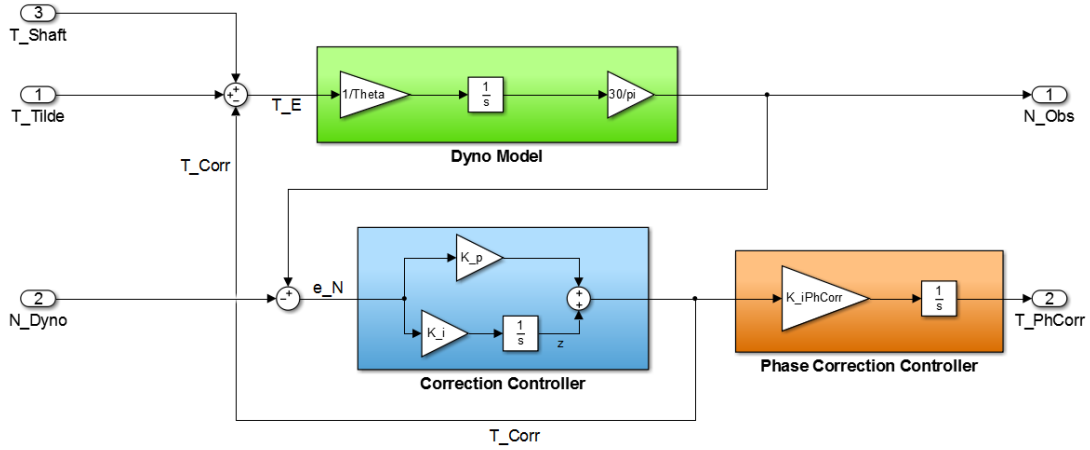 3
T_Shaft
1
T_Tilde
+
+
−
T_E
1/Theta
1
s
30/pi
Dyno Model
1
N_Obs
T_Corr
2
N_Dyno
+
−
e_N
K_p
K_i
1
s
z
+
+
Correction Controller
K_iPhCorr
1
s
Phase Correction Controller
2
T_PhCorr
T_Corr